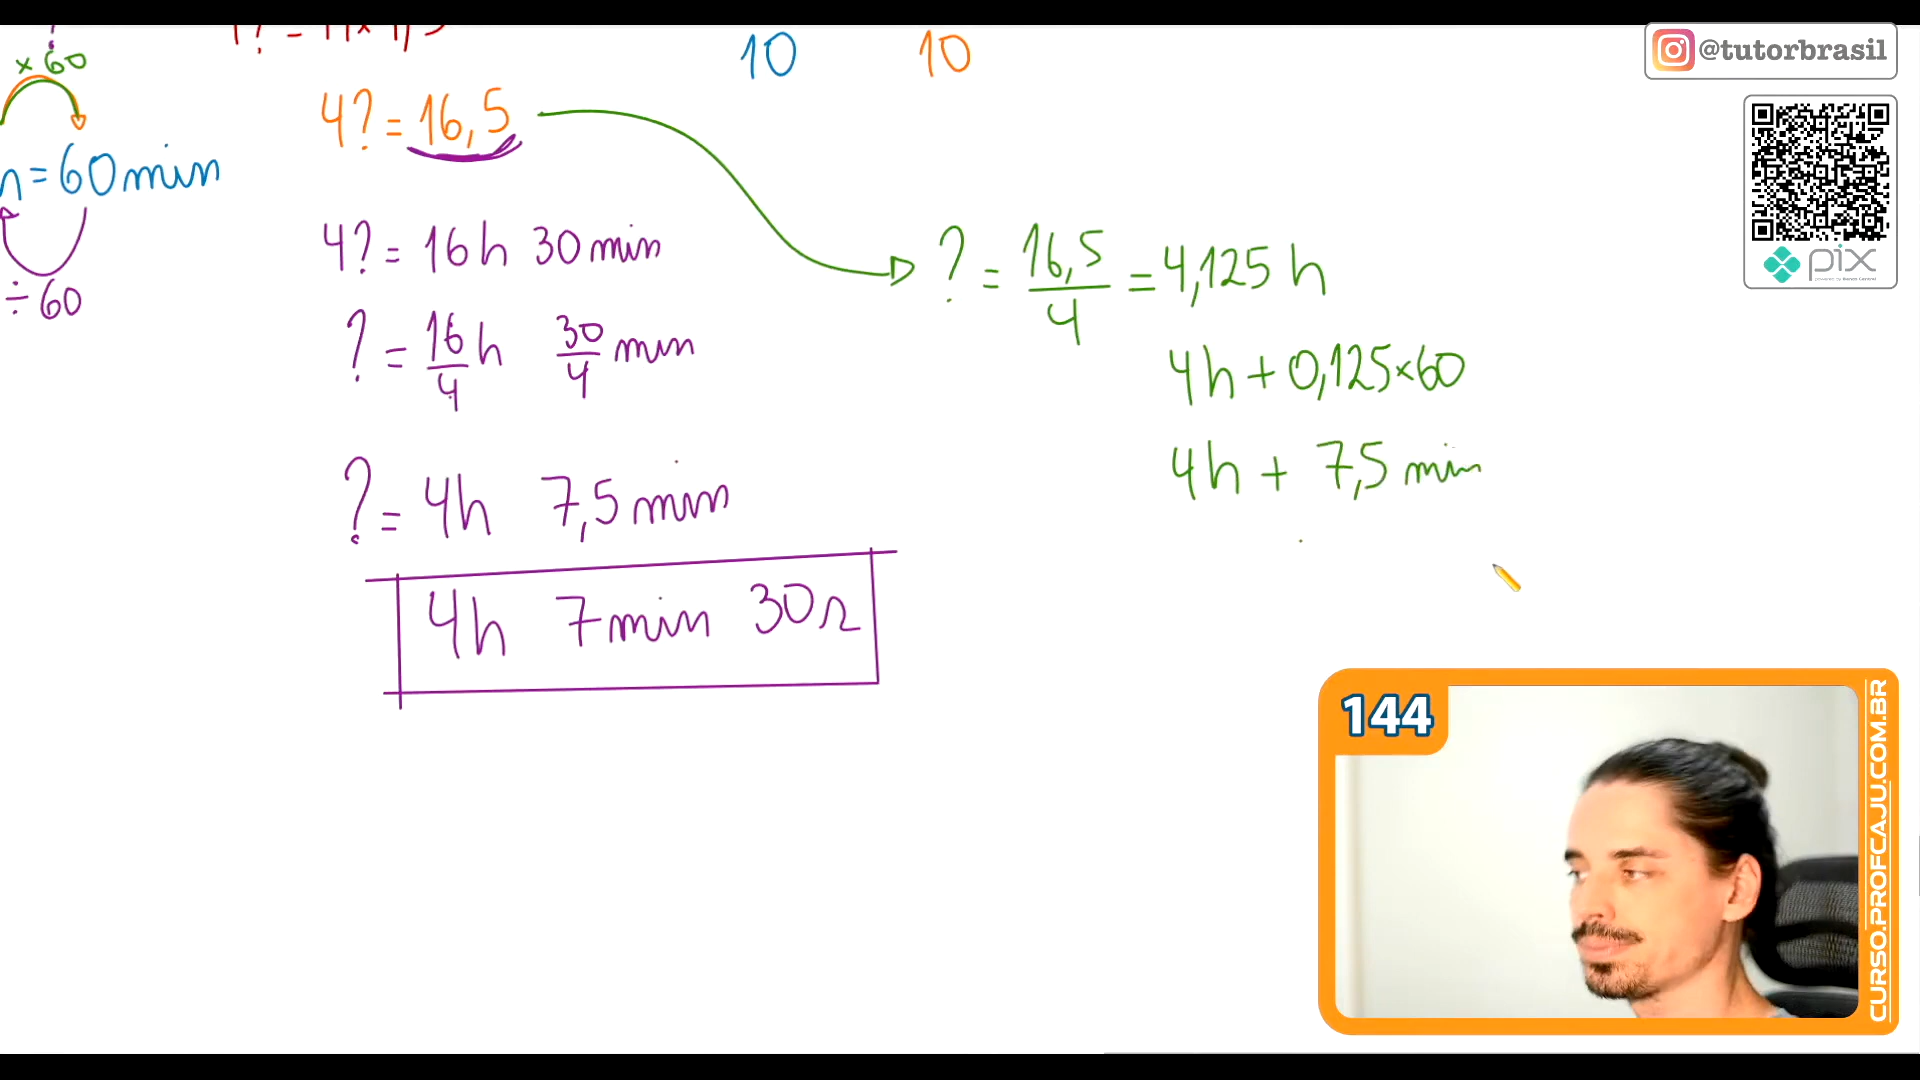 @tutorbrasil
pix
× 60
= 60 min
÷ 60
10 10
4? = 16,5
4? = 16h 30 min
? = 16/4 h 30/4 min
? = 4h 7,5 min
4h 7min 30s
? = 16,5/4 = 4,125 h
4h + 0,125×60
4h + 7,5 min
144
CURSO.PROFCAJU.COM.BR